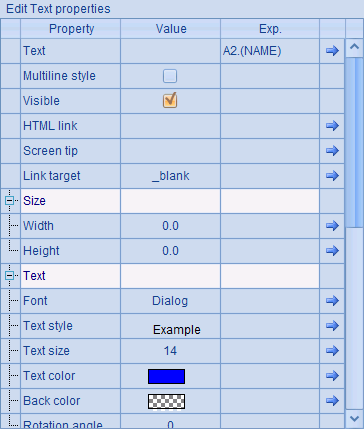 Edit Text properties
Property Value Exp.
Text A2.(NAME)
Multiline style
Visible
HTML link
Screen tip
Link target _blank
Size
Width 0.0
Height 0.0
Text
Font Dialog
Text style Example
Text size 14
Text color
Back color
Rotation angle 0